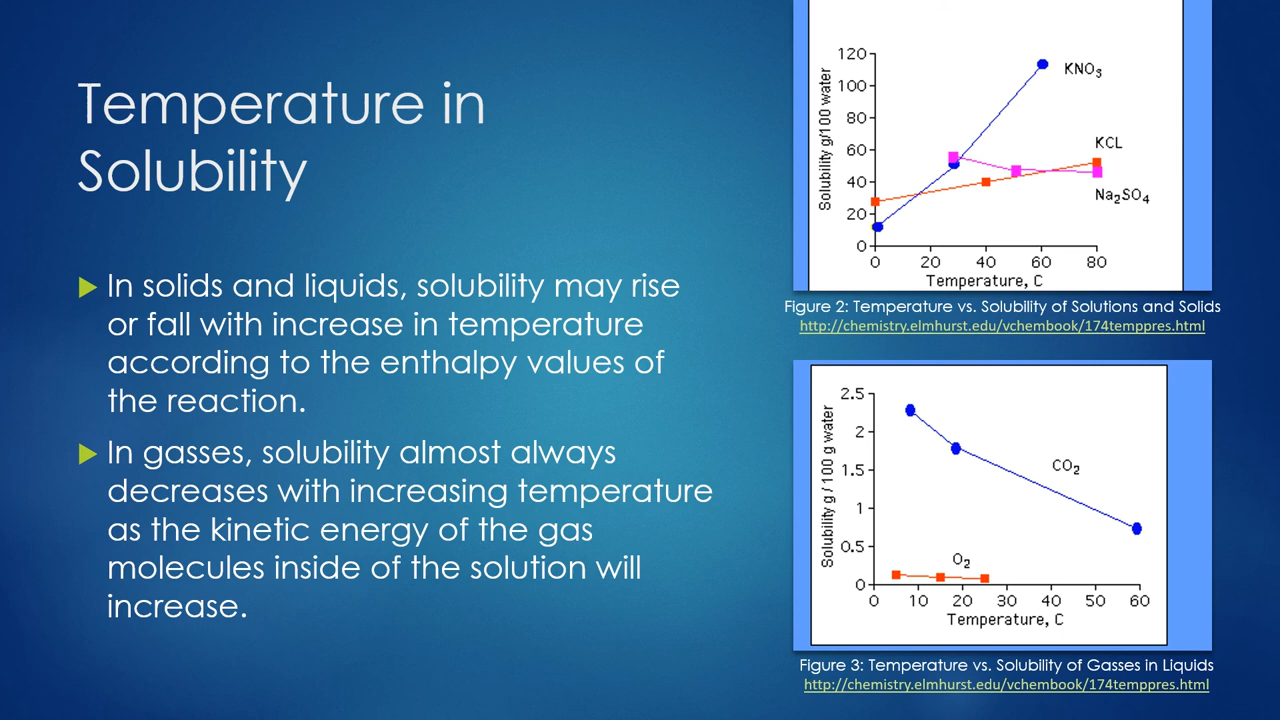 Temperature in
Solubility
In solids and liquids, solubility may rise
or fall with increase in temperature
according to the enthalpy values of
the reaction.
In gasses, solubility almost always
decreases with increasing temperature
as the kinetic energy of the gas
molecules inside of the solution will
increase.
Solubility g/100 water
120
100
80
60
40
20
0
KNO₃
KCL
Na₂SO₄
0 20 40 60 80
Temperature, C
Figure 2: Temperature vs. Solubility of Solutions and Solids
http://chemistry.elmhurst.edu/vchembook/174temppres.html
Solubility g / 100 g water
2.5
2
1.5
1
0.5
0
CO₂
O₂
0 10 20 30 40 50 60
Temperature, C
Figure 3: Temperature vs. Solubility of Gasses in Liquids
http://chemistry.elmhurst.edu/vchembook/174temppres.html